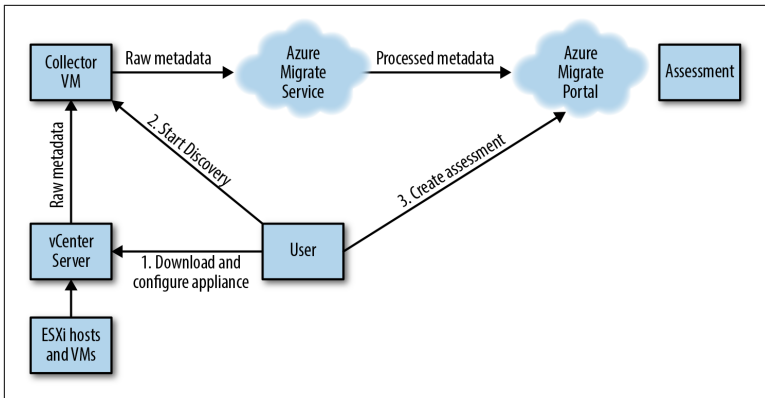 Collector
VM
Raw metadata
Azure
Migrate
Service
Processed metadata
Azure
Migrate
Portal
Assessment
Raw metadata
2. Start Discovery
3. Create assessment
vCenter
Server
1. Download and
configure appliance
User
ESXi hosts
and VMs